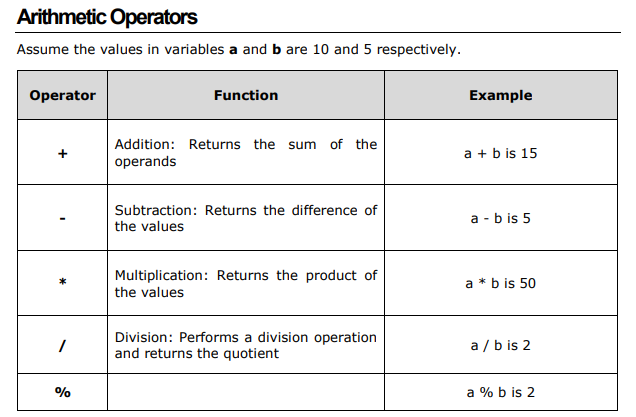 Arithmetic Operators
Assume the values in variables a and b are 10 and 5 respectively.
Operator Function Example
+ Addition: Returns the sum of the operands a + b is 15
- Subtraction: Returns the difference of the values a - b is 5
* Multiplication: Returns the product of the values a * b is 50
/ Division: Performs a division operation and returns the quotient a / b is 2
% a % b is 2